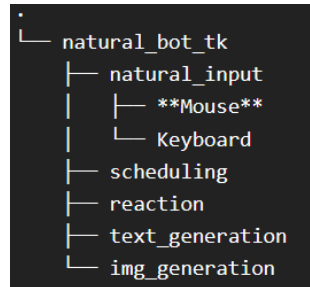 .
└── natural_bot_tk
    ├── natural_input
    │   ├── **Mouse**
    │   └── Keyboard
    ├── scheduling
    ├── reaction
    ├── text_generation
    └── img_generation